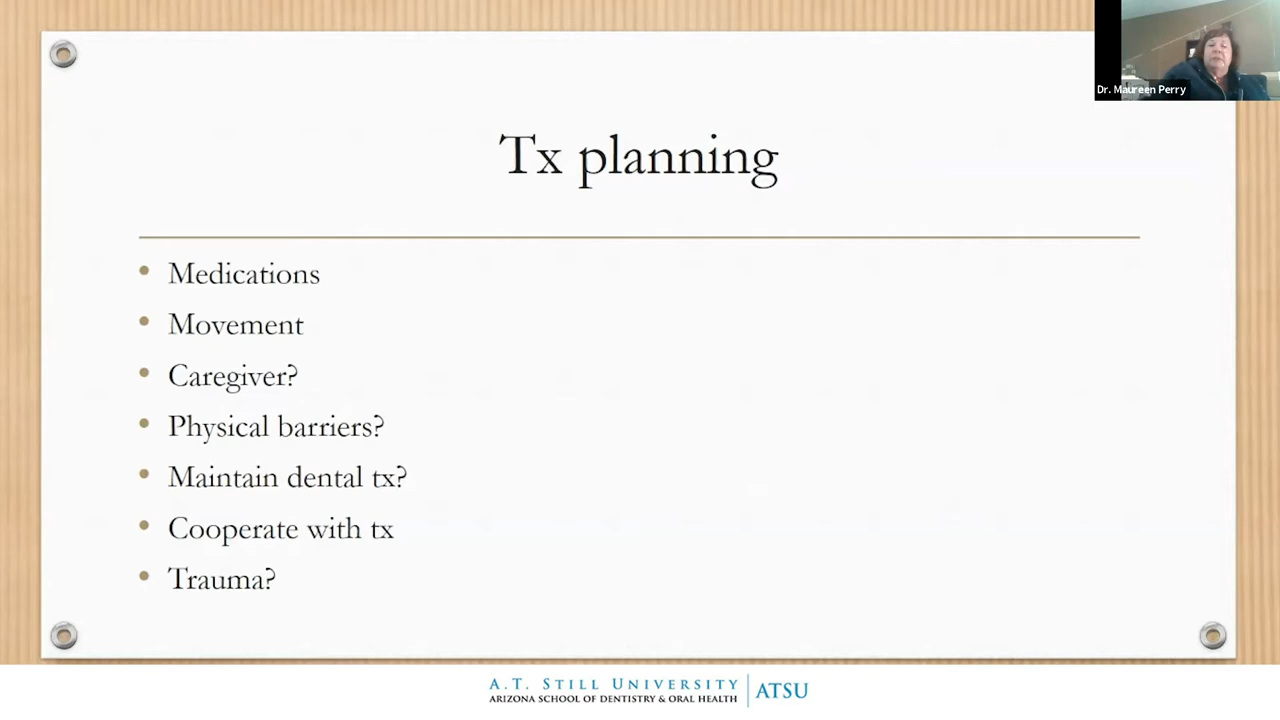 Dr. Maureen Perry
Tx planning
Medications
Movement
Caregiver?
Physical barriers?
Maintain dental tx?
Cooperate with tx
Trauma?
A.T. STILL UNIVERSITY
ARIZONA SCHOOL OF DENTISTRY & ORAL HEALTH
ATSU